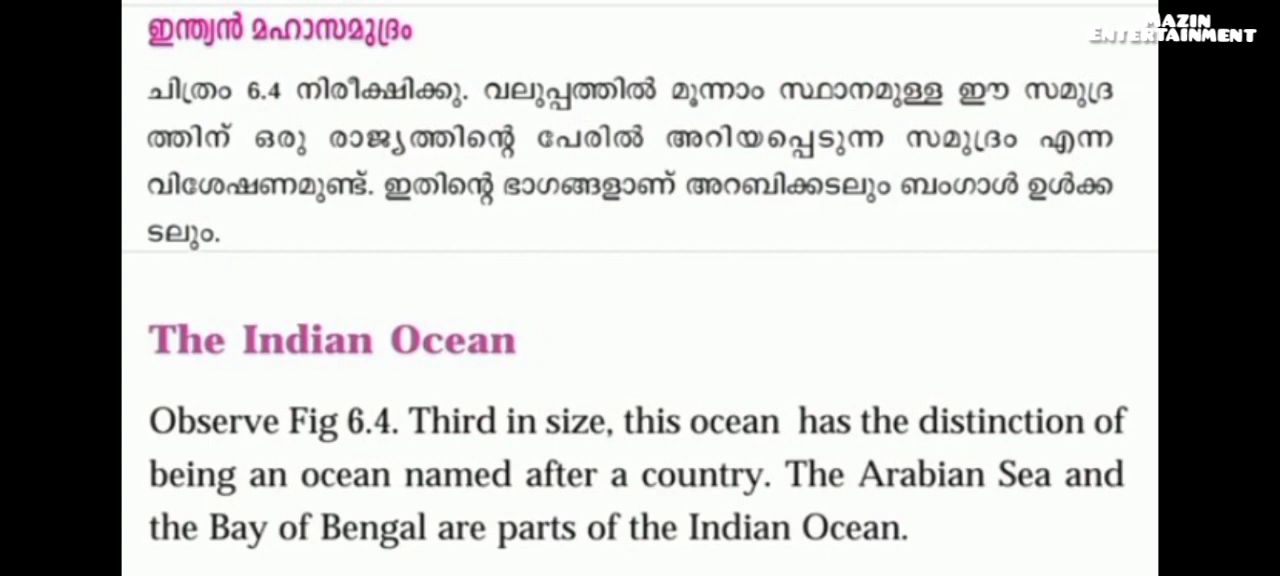 ഇന്ത്യൻ മഹാസമുദ്രം
MAZIN
ENTERTAINMENT
ചിത്രം 6.4 നിരീക്ഷിക്കു. വലുപ്പത്തിൽ മൂന്നാം സ്ഥാനമുള്ള ഈ സമുദ്ര
ത്തിന് ഒരു രാജ്യത്തിന്റെ പേരിൽ അറിയപ്പെടുന്ന സമുദ്രം എന്ന
വിശേഷണമുണ്ട്. ഇതിന്റെ ഭാഗങ്ങളാണ് അറബിക്കടലും ബംഗാൾ ഉൾക്ക
ടലും.
The Indian Ocean
Observe Fig 6.4. Third in size, this ocean has the distinction of
being an ocean named after a country. The Arabian Sea and
the Bay of Bengal are parts of the Indian Ocean.